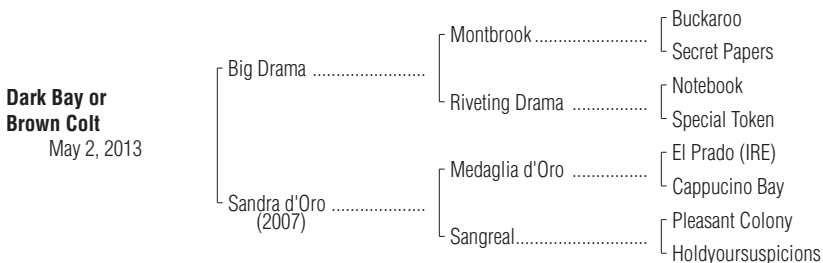 Dark Bay or
Brown Colt
May 2, 2013
Big Drama ........................
Sandra d'Oro ....................
(2007)
Montbrook ........................
Riveting Drama ................
Medaglia d'Oro ................
Sangreal ............................
Buckaroo
Secret Papers
Notebook
Special Token
El Prado (IRE)
Cappucino Bay
Pleasant Colony
Holdyoursuspicions